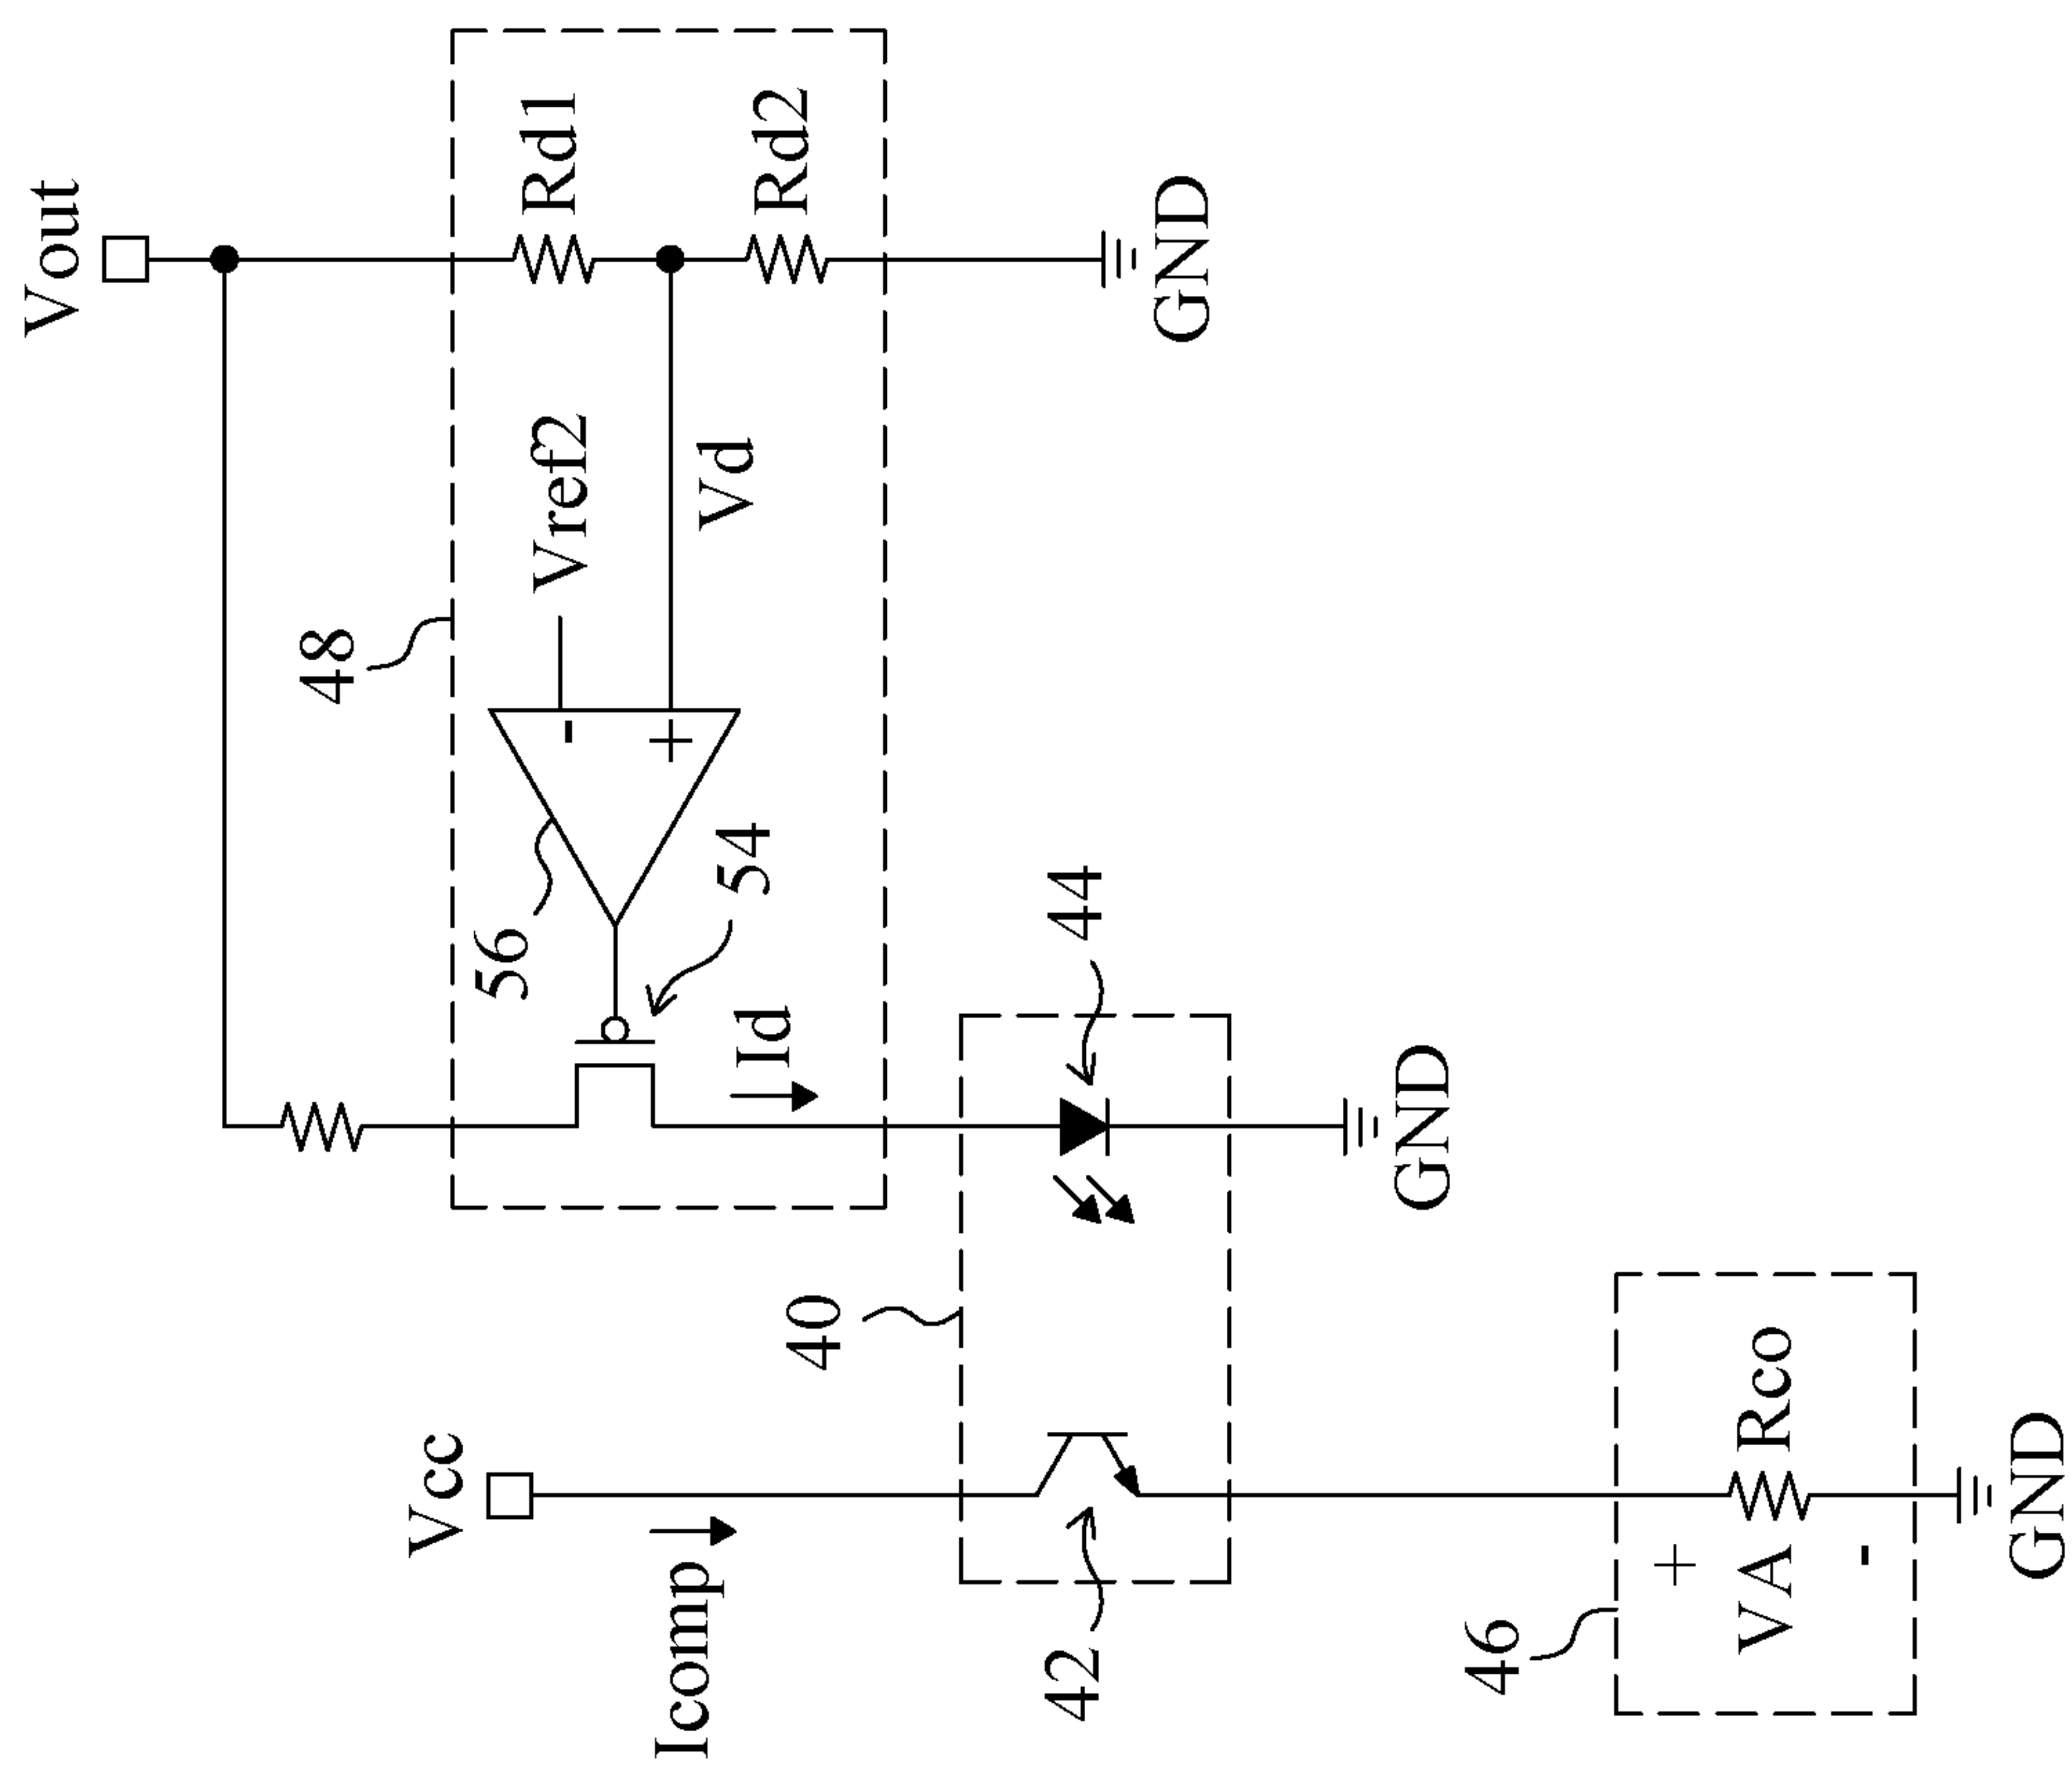 Vout
Rd1
Rd2
GND
Vref2
Vd
48
-
+
56
54
Id
44
GND
40
Vcc
Icomp
42
46
+
VA
-
Rco
GND